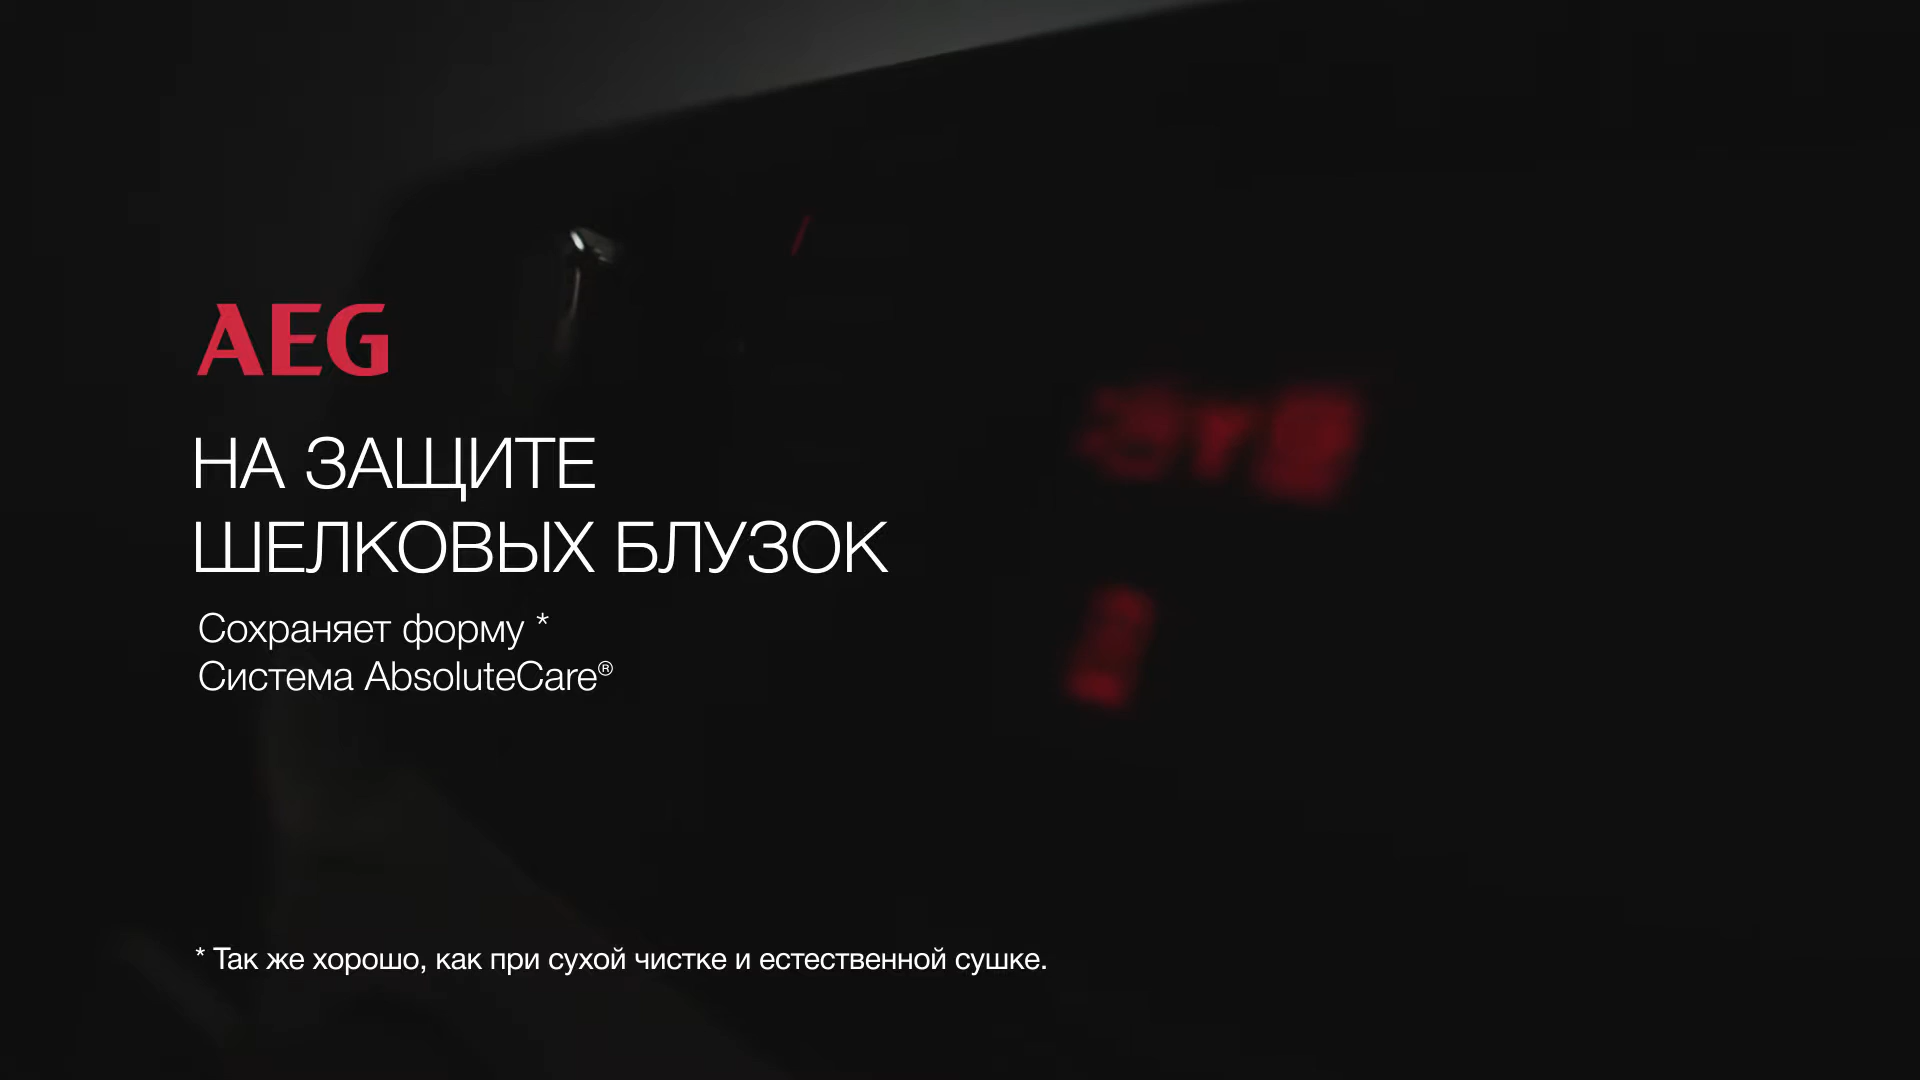 AEG
НА ЗАЩИТЕ
ШЕЛКОВЫХ БЛУЗОК
Сохраняет форму *
Система AbsoluteCare®
* Так же хорошо, как при сухой чистке и естественной сушке.